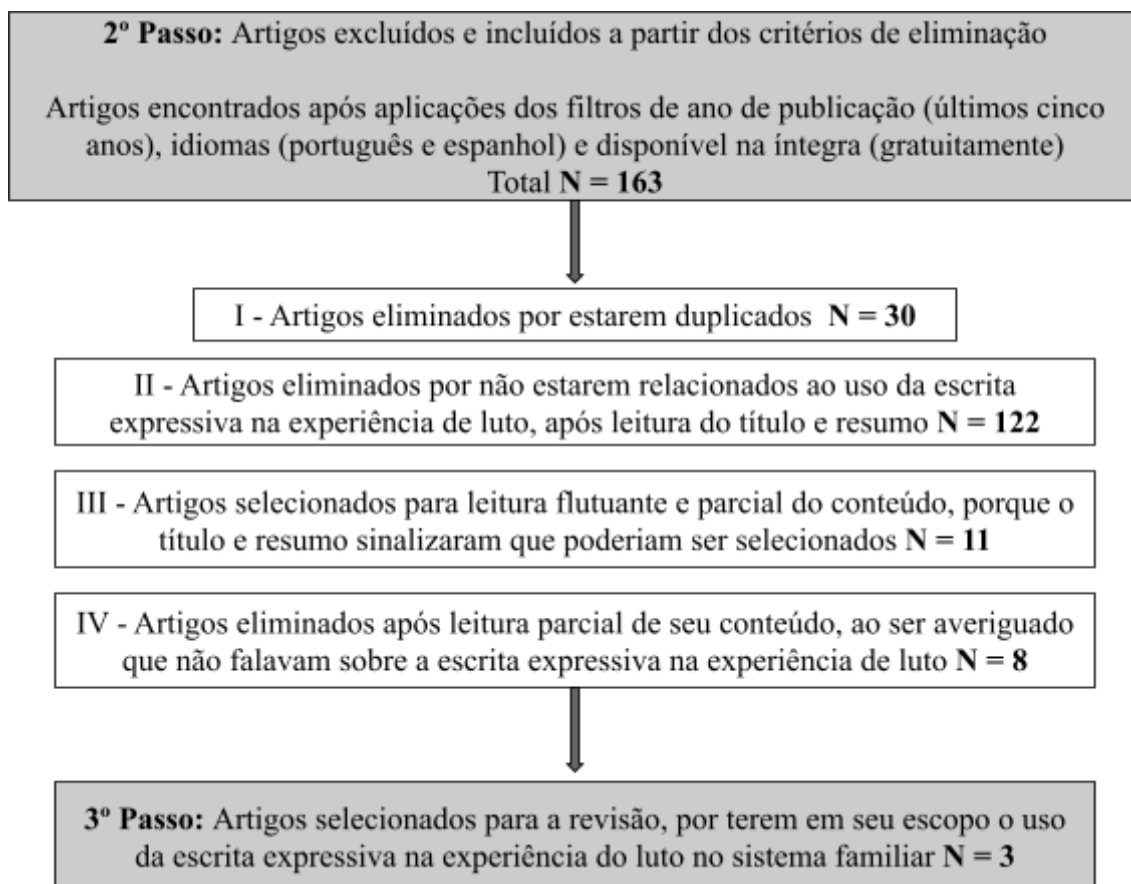 2º Passo: Artigos excluídos e incluídos a partir dos critérios de eliminação
Artigos encontrados após aplicações dos filtros de ano de publicação (últimos cinco
anos), idiomas (português e espanhol) e disponível na íntegra (gratuitamente)
Total N = 163
I - Artigos eliminados por estarem duplicados N = 30
II - Artigos eliminados por não estarem relacionados ao uso da escrita
expressiva na experiência de luto, após leitura do título e resumo N = 122
III - Artigos selecionados para leitura flutuante e parcial do conteúdo, porque o
título e resumo sinalizaram que poderiam ser selecionados N = 11
IV - Artigos eliminados após leitura parcial de seu conteúdo, ao ser averiguado
que não falavam sobre a escrita expressiva na experiência de luto N = 8
3º Passo: Artigos selecionados para a revisão, por terem em seu escopo o uso
da escrita expressiva na experiência do luto no sistema familiar N = 3